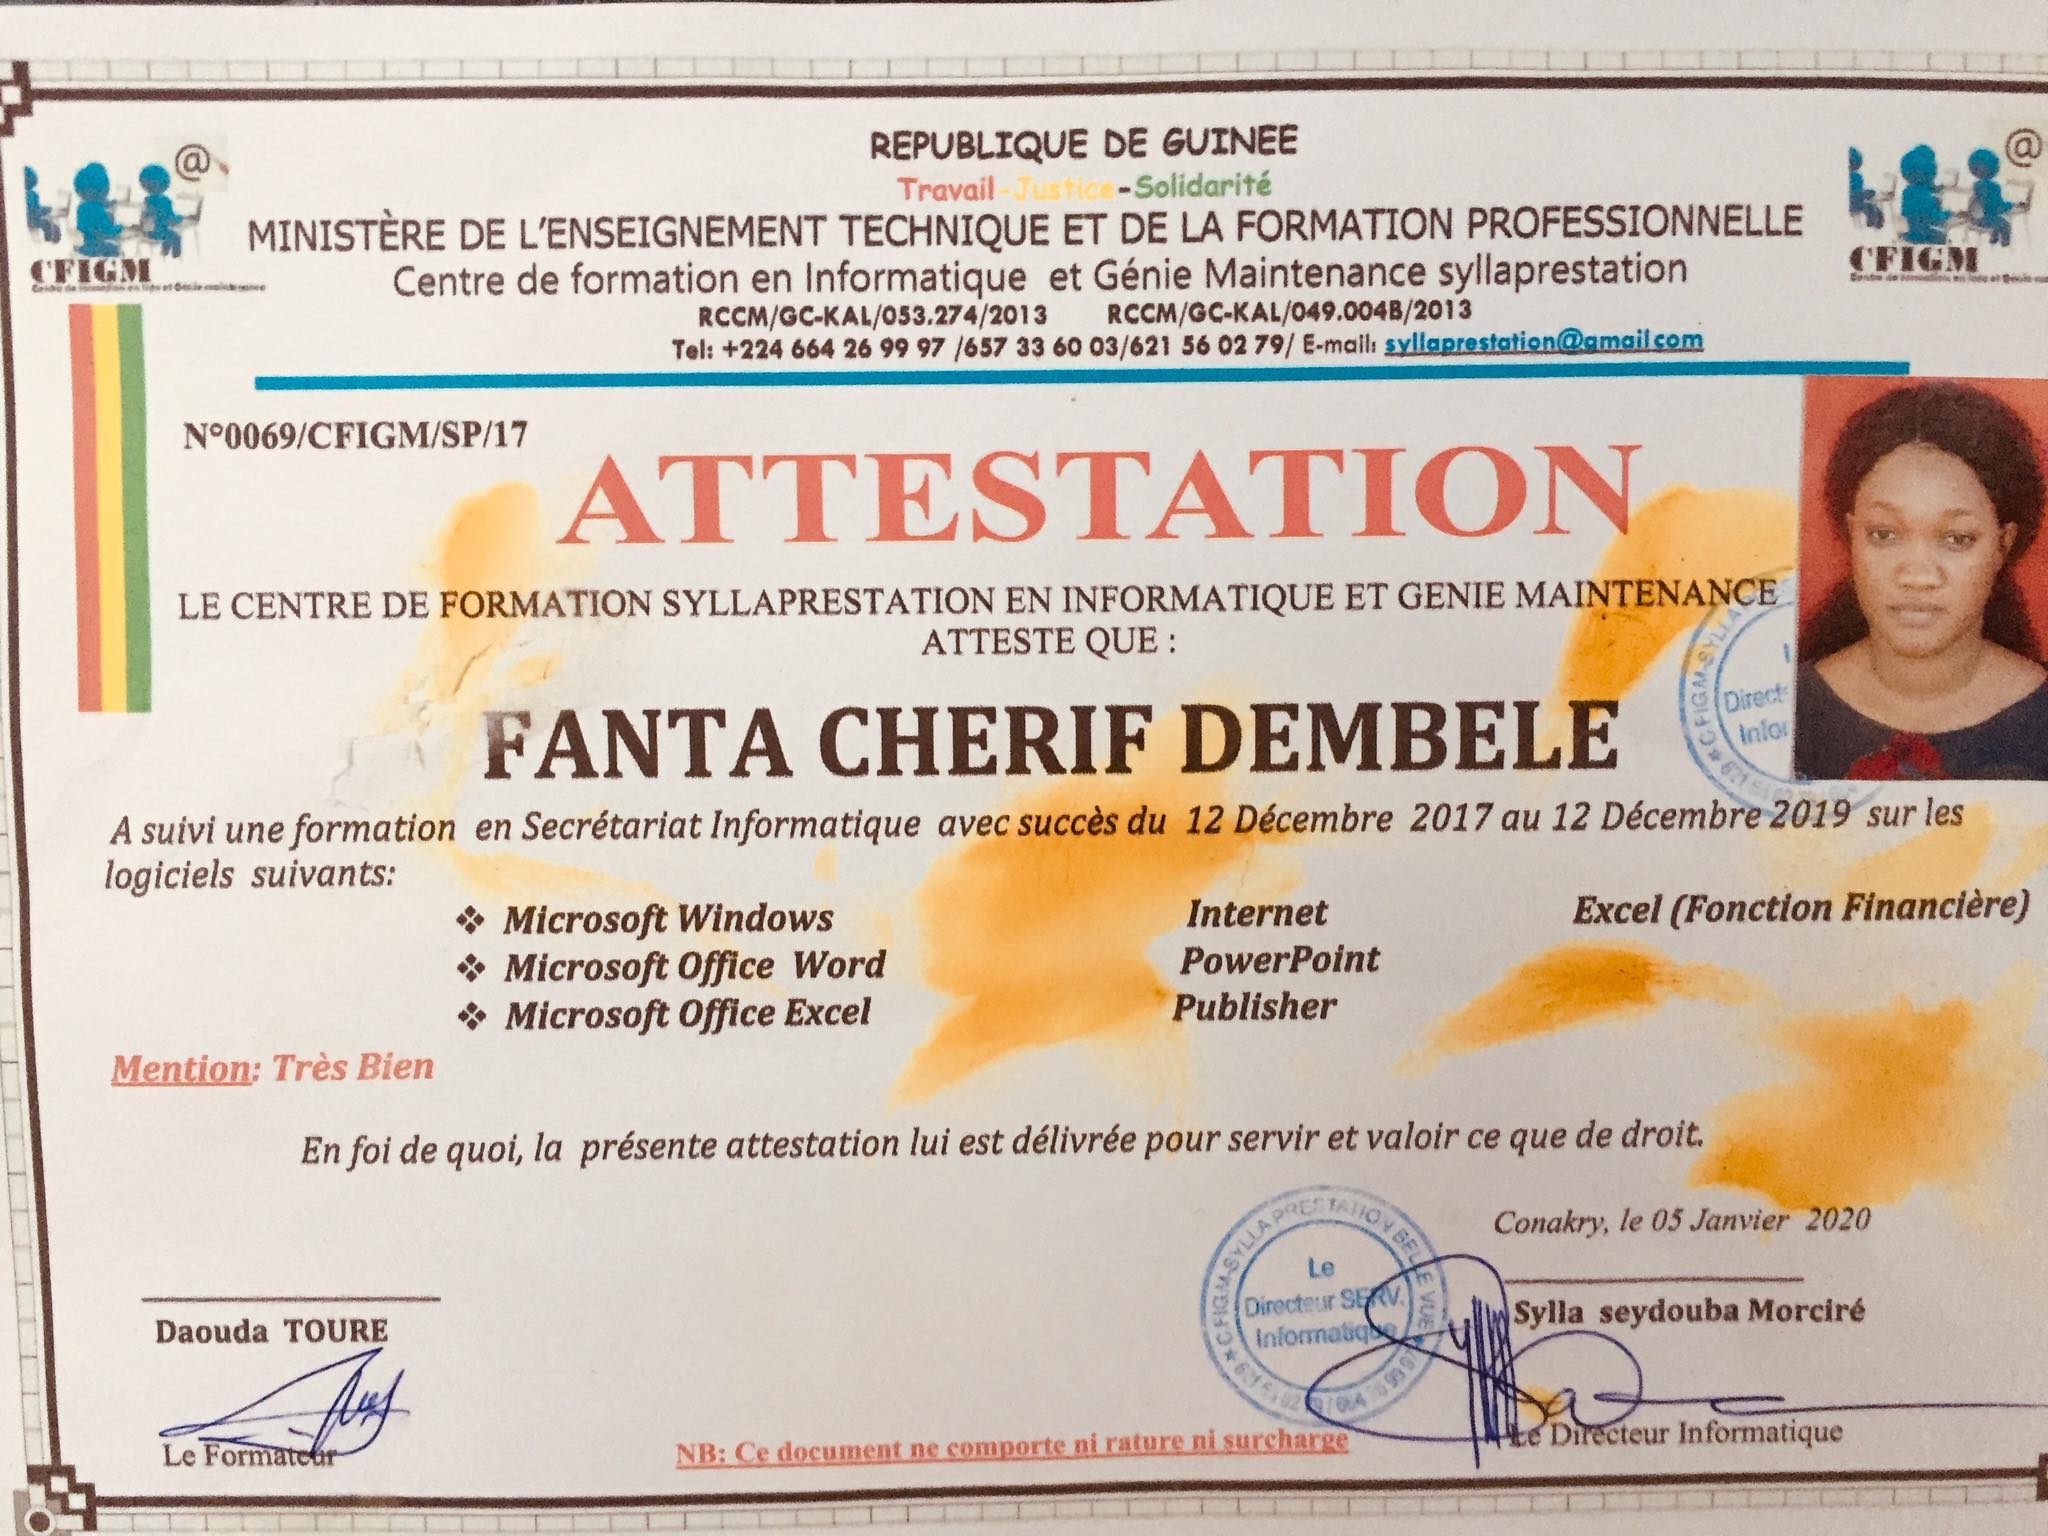 REPUBLIQUE DE GUINEE
Travail-Justice-Solidarité
MINISTÈRE DE L'ENSEIGNEMENT TECHNIQUE ET DE LA FORMATION PROFESSIONNELLE
Centre de formation en Informatique et Génie Maintenance syllaprestation
RCCM/GC-KAL/053.274/2013 RCCM/GC-KAL/049.004B/2013
Tel: +224 664 26 99 97 /657 33 60 03/621 56 02 79/ E-mail: syllaprestation@gmail.com
@
CFIGM
@
CFIGM
N°0069/CFIGM/SP/17
ATTESTATION
LE CENTRE DE FORMATION SYLLAPRESTATION EN INFORMATIQUE ET GENIE MAINTENANCE
ATTESTE QUE :
FANTA CHERIF DEMBELE
A suivi une formation en Secrétariat Informatique avec succès du 12 Décembre 2017 au 12 Décembre 2019 sur les
logiciels suivants:
❖ Microsoft Windows Internet Excel (Fonction Financière)
❖ Microsoft Office Word PowerPoint
❖ Microsoft Office Excel Publisher
Mention: Très Bien
En foi de quoi, la présente attestation lui est délivrée pour servir et valoir ce que de droit.
Conakry, le 05 Janvier 2020
CFIGM-SYLLA PRESTATION BELLE VUE
Le
Directeur SERV.
Informatique
Daouda TOURE
Sylla seydouba Morciré
Le Formateur
Le Directeur Informatique
NB: Ce document ne comporte ni rature ni surcharge